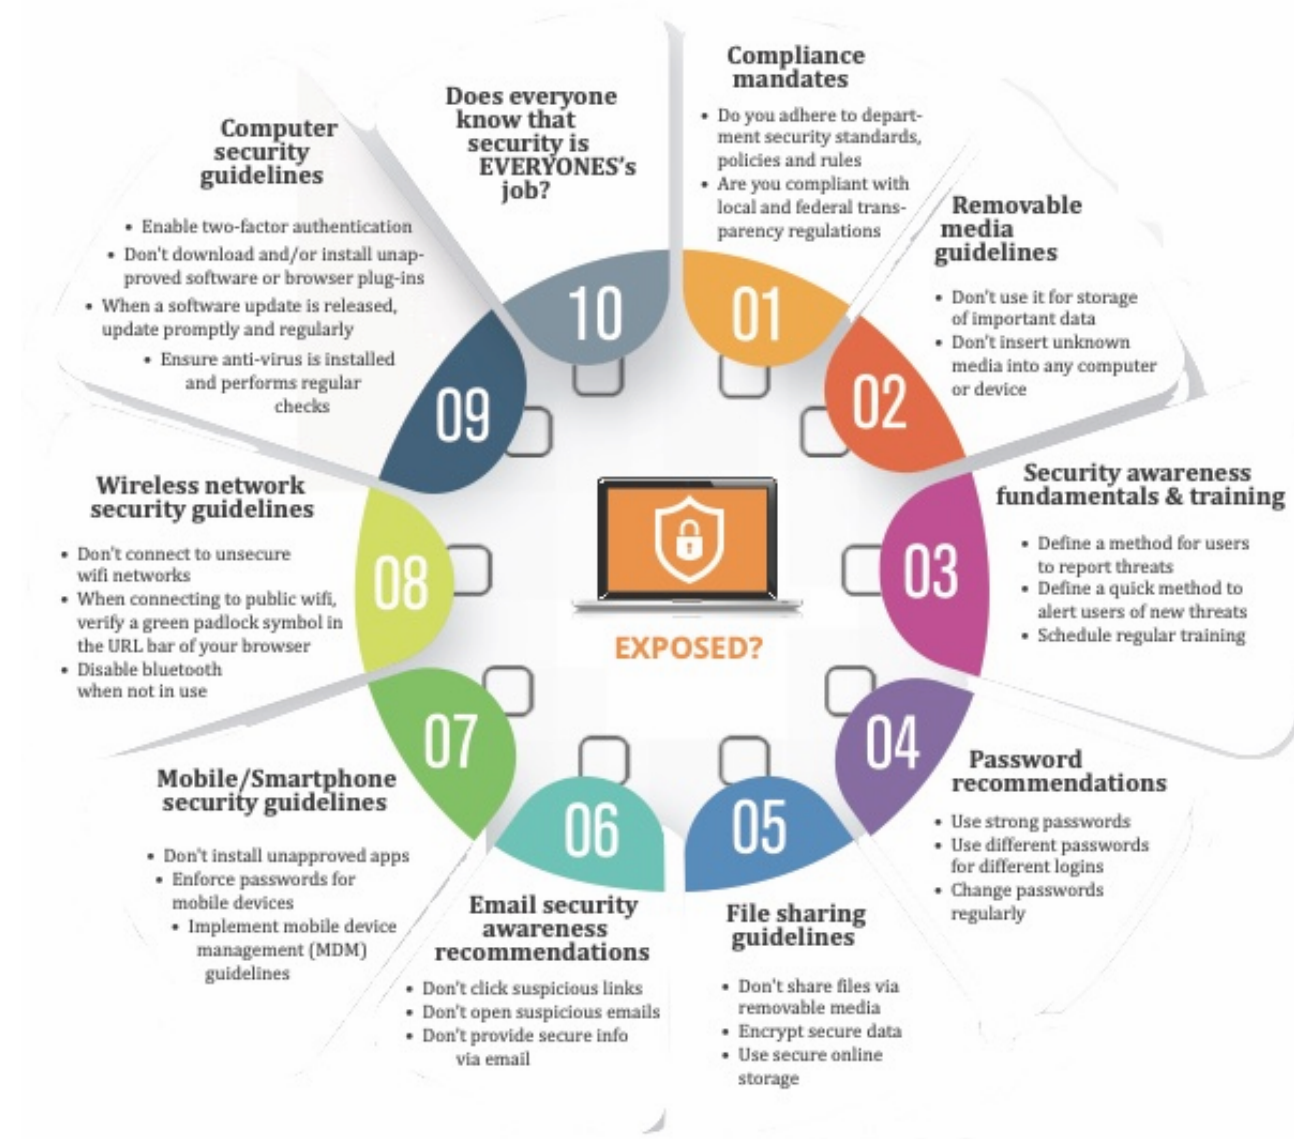 Compliance
mandates
• Do you adhere to depart-
ment security standards,
policies and rules
• Are you compliant with
local and federal trans-
parency regulations
01
Removable
media
guidelines
• Don't use it for storage
of important data
• Don't insert unknown
media into any computer
or device
02
Security awareness
fundamentals & training
• Define a method for users
to report threats
• Define a quick method to
alert users of new threats
• Schedule regular training
03
Password
recommendations
• Use strong passwords
• Use different passwords
for different logins
• Change passwords
regularly
04
File sharing
guidelines
• Don't share files via
removable media
• Encrypt secure data
• Use secure online
storage
05
Email security
awareness
recommendations
• Don't click suspicious links
• Don't open suspicious emails
• Don't provide secure info
via email
06
Mobile/Smartphone
security guidelines
• Don't install unapproved apps
• Enforce passwords for
mobile devices
• Implement mobile device
management (MDM)
guidelines
07
Wireless network
security guidelines
• Don't connect to unsecure
wifi networks
• When connecting to public wifi,
verify a green padlock symbol in
the URL bar of your browser
• Disable bluetooth
when not in use
08
Computer
security
guidelines
• Enable two-factor authentication
• Don't download and/or install unap-
proved software or browser plug-ins
• When a software update is released,
update promptly and regularly
• Ensure anti-virus is installed
and performs regular
checks
09
Does everyone
know that
security is
EVERYONES's
job?
10
EXPOSED?